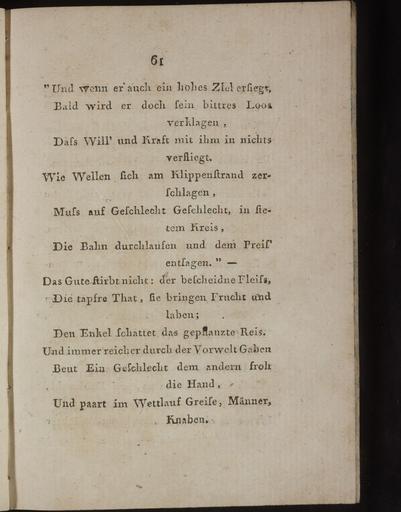 61
"Und wenn er auch ein hohes Ziel ersiegt,
Bald wird er doch sein bittres Loos
verklagen,
Daſs Will' und Kraft mit ihm in nichts
verfliegt.
Wie Wellen ſich am Klippenſtrand zer-
ſchlagen,
Muſs auf Geſchlecht Geſchlecht, in ſie-
tem Kreis,
Die Bahn durchlaufen und dem Preiſ'
entſagen." —
Das Gute ſtirbt nicht: der beſcheidne Fleiſs,
Die tapfre That, ſie bringen Frucht und
laben;
Den Enkel ſchattet das gepflanzte Reis.
Und immer reicher durch der Vorwelt Gaben
Beut Ein Geſchlecht dem andern froh
die Hand,
Und paart im Wettlauf Greiſe, Männer,
Knaben.